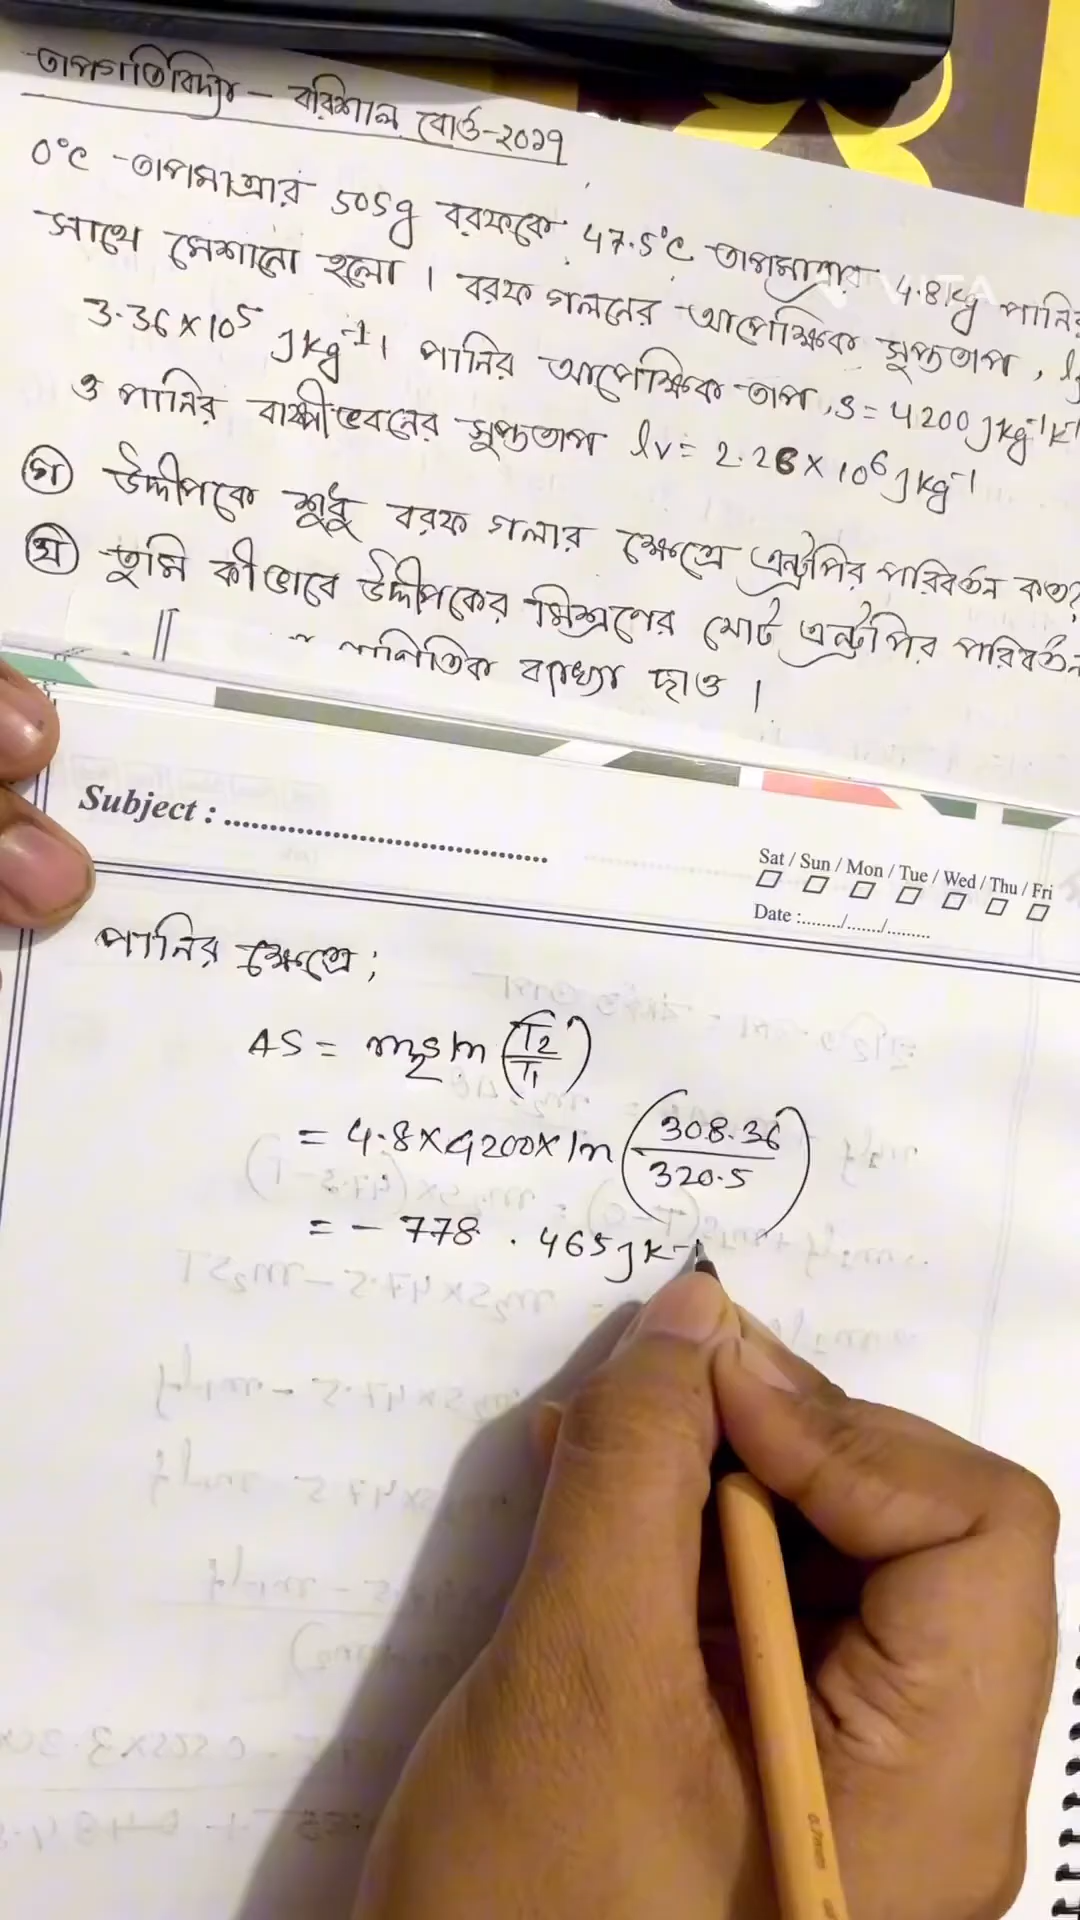 তাপগতিবিদ্যা - বরিশাল বোর্ড-২০১৭
0°C তাপমাত্রার 505g বরফকে 47.5°C তাপমাত্রার 4.8kg পানির
সাথে মেশানো হলো। বরফ গলনের আপেক্ষিক সুপ্ততাপ,
3.36×10⁵ Jkg⁻¹। পানির আপেক্ষিক তাপ, S = 4200 Jkg⁻¹K⁻¹
ও পানির বাষ্পীভবনের সুপ্ততাপ lv = 2.26×10⁶ Jkg⁻¹
গ) উদ্দীপকে শুধু বরফ গলার ক্ষেত্রে এন্ট্রপির পরিবর্তন কত?
ঘ) তুমি কীভাবে উদ্দীপকের মিশ্রণের মোট এন্ট্রপির পরিবর্তন
গাণিতিক ব্যাখ্যা দাও।
VITA
Subject :
Sat / Sun / Mon / Tue / Wed / Thu / Fri
Date :......../......./.........
পানির ক্ষেত্রে;
ΔS = m₂s ln (T₂/T₁)
= 4.8×4200× ln (308.36/320.5)
= - 778.465 JK⁻¹